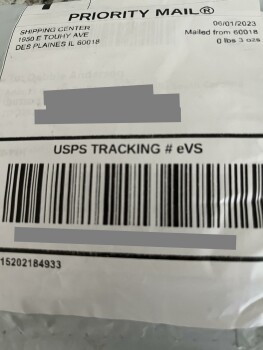 PRIORITY MAIL®
SHIPPING CENTER
1950 E TOUHY AVE
DES PLAINES IL 60018
06/01/2023
Mailed from 60018
0 lbs 3 ozs
USPS TRACKING # eVS
15202184933